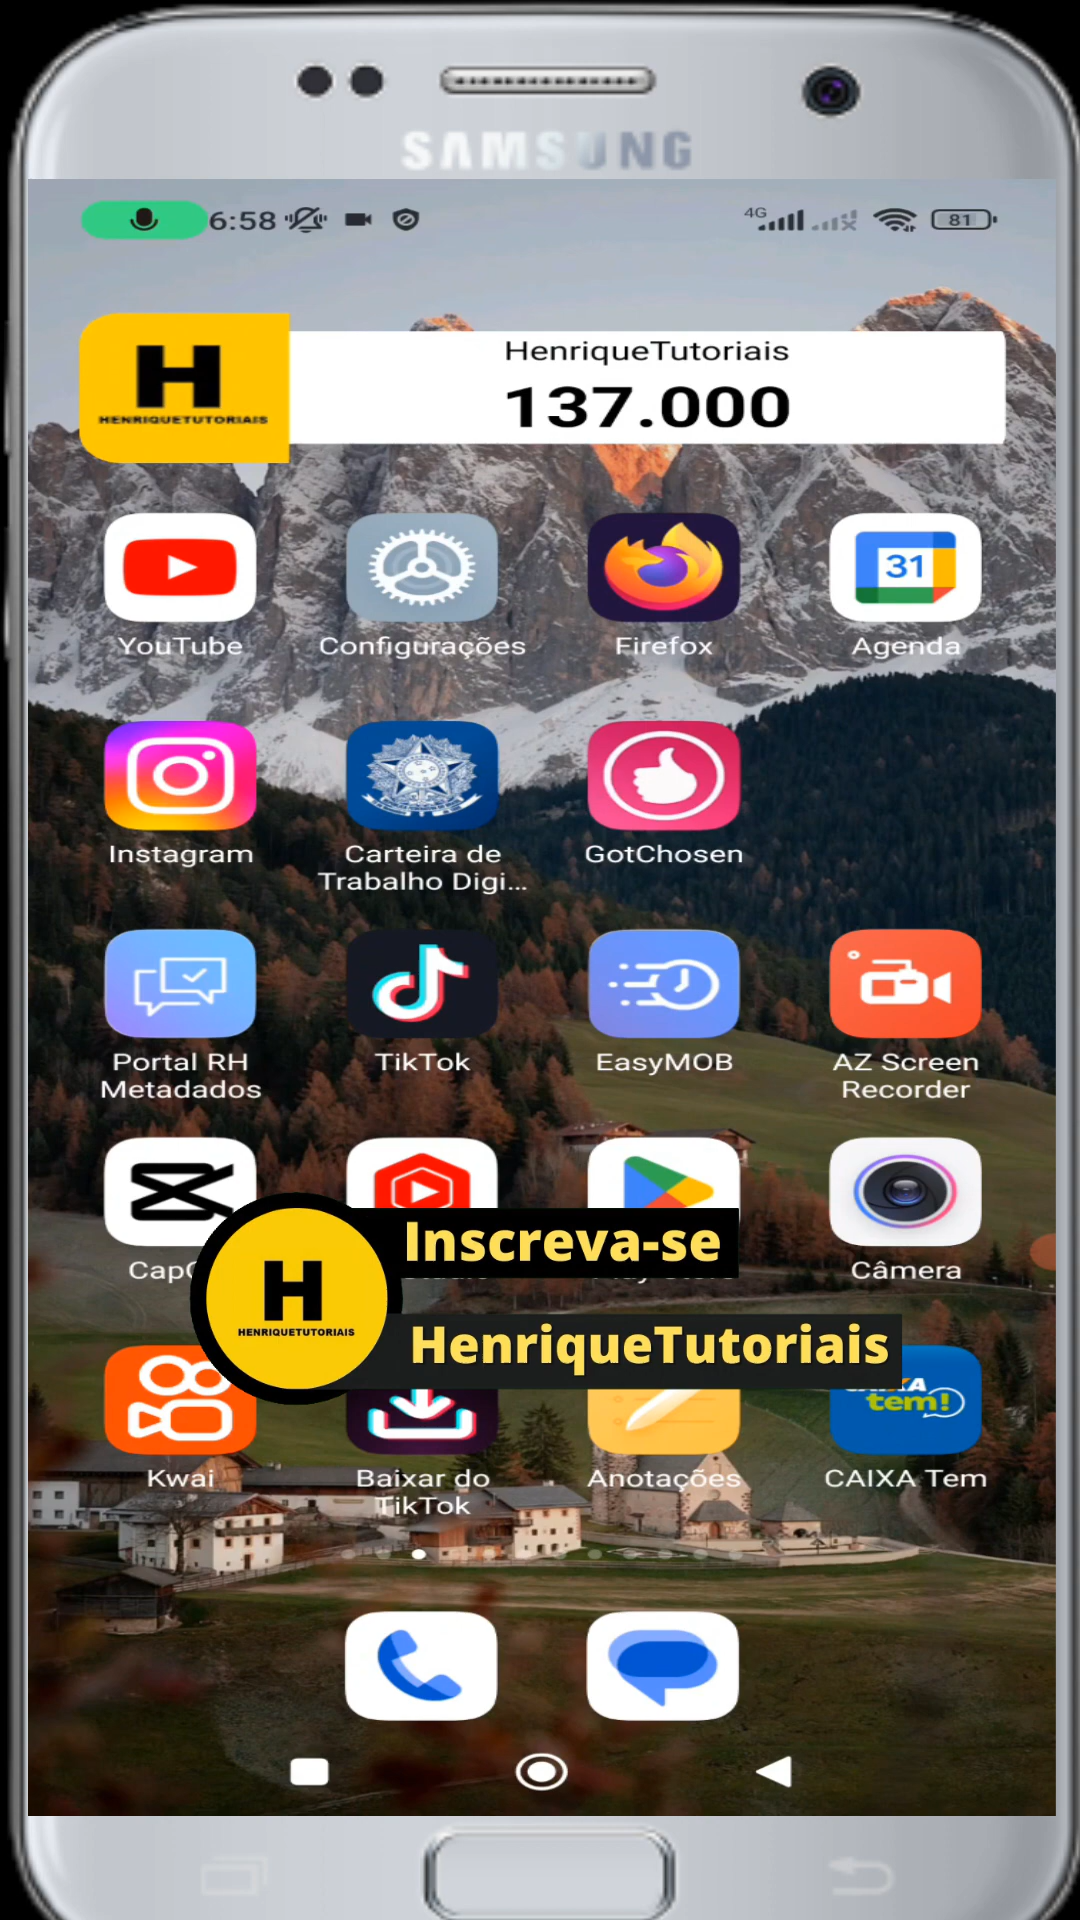 SAMSUNG
6:58
4G
81
H
HENRIQUETUTORIAIS
HenriqueTutoriais
137.000
31
YouTube
Configurações
Firefox
Agenda
Instagram
Carteira de
Trabalho Digi...
GotChosen
Portal RH
Metadados
TikTok
EasyMOB
AZ Screen
Recorder
Câmera
Inscreva-se
H
HENRIQUETUTORIAIS
HenriqueTutoriais
tem!
Kwai
Baixar do
TikTok
Anotações
CAIXA Tem